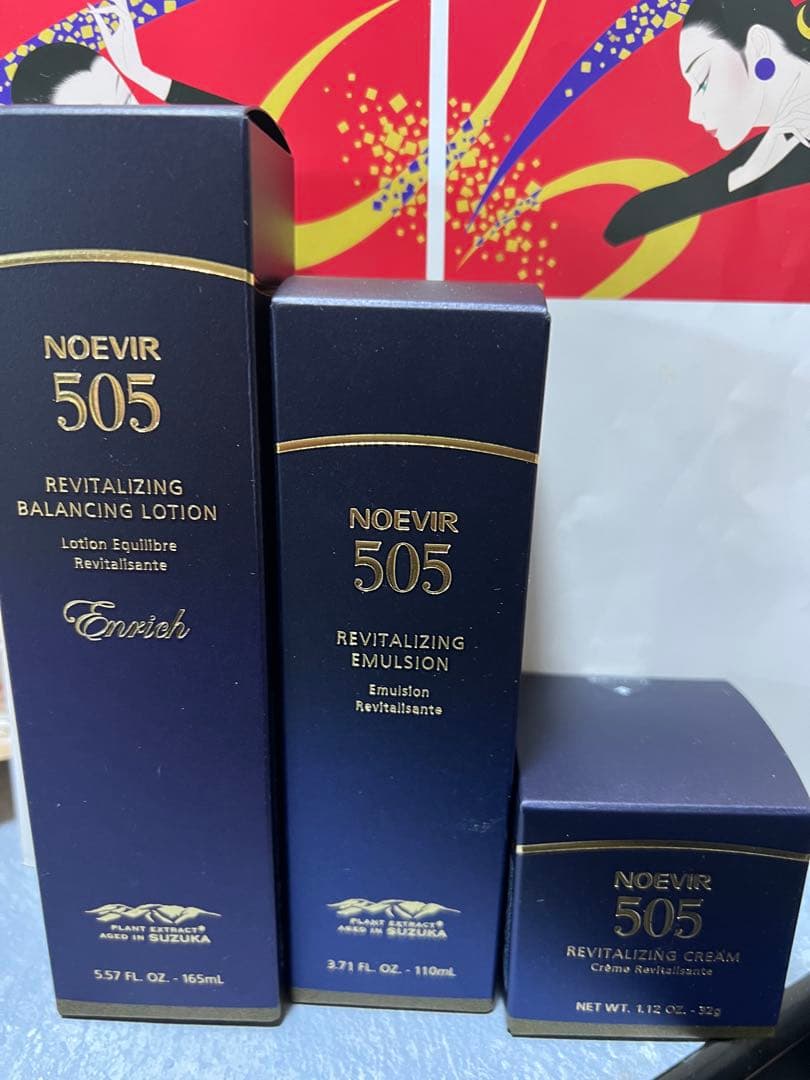 NOEVIR
505
REVITALIZING
BALANCING LOTION
Lotion Equilibre
Revitalisante
Enrich
PLANT EXTRACT®
AGED IN SUZUKA
5.57 FL. OZ. - 165mL
NOEVIR
505
REVITALIZING
EMULSION
Emulsion
Revitalisante
PLANT EXTRACT®
AGED IN SUZUKA
3.71 FL. OZ. - 110mL
NOEVIR
505
REVITALIZING CREAM
Crème Revitalisante
NET WT. 1.12 OZ. - 32g